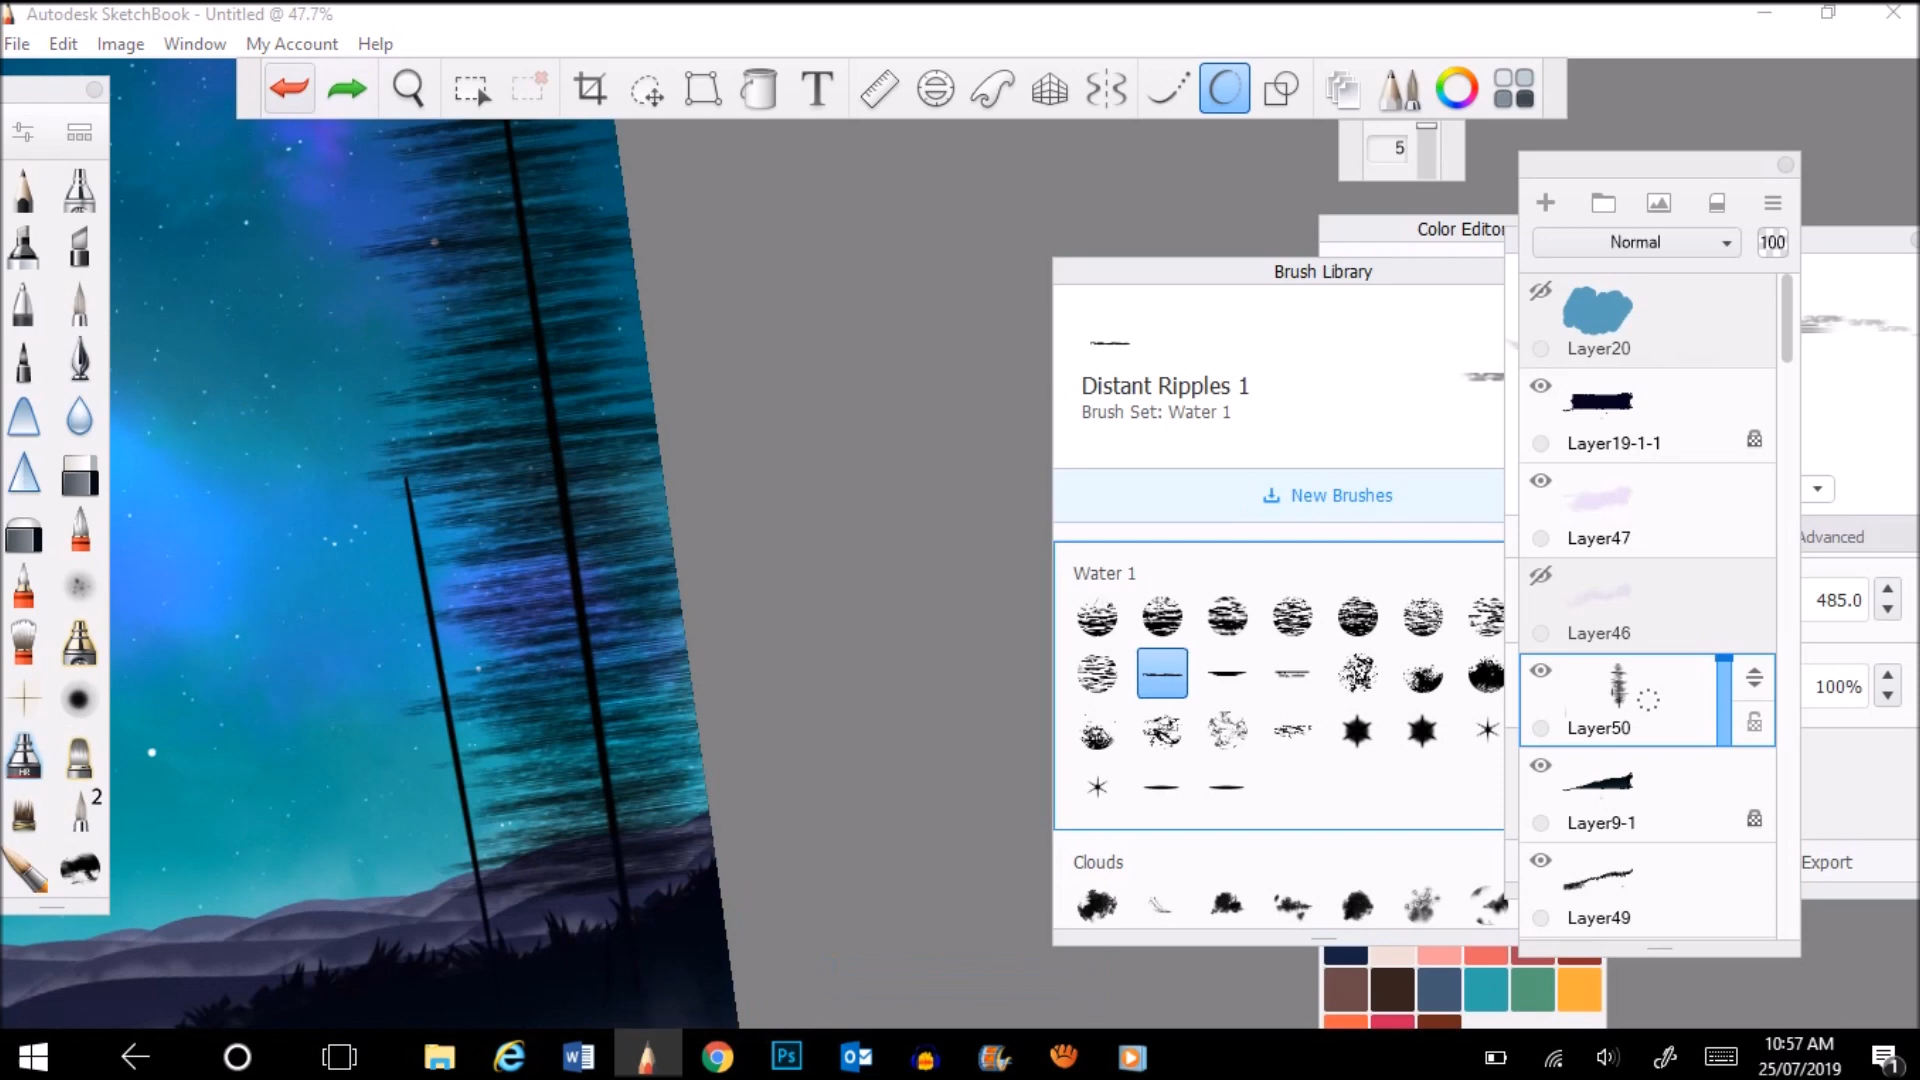 Autodesk SketchBook - Untitled @ 47.7%
File Edit Image Window My Account Help
T
5
Color Editor
Normal 100
Brush Library
Layer20
Distant Ripples 1
Brush Set: Water 1
Layer19-1-1
New Brushes
Layer47
Advanced
Water 1
485.0
Layer46
100%
Layer50
2
HR
Layer9-1
Clouds
Export
Layer49
10:57 AM
25/07/2019
1